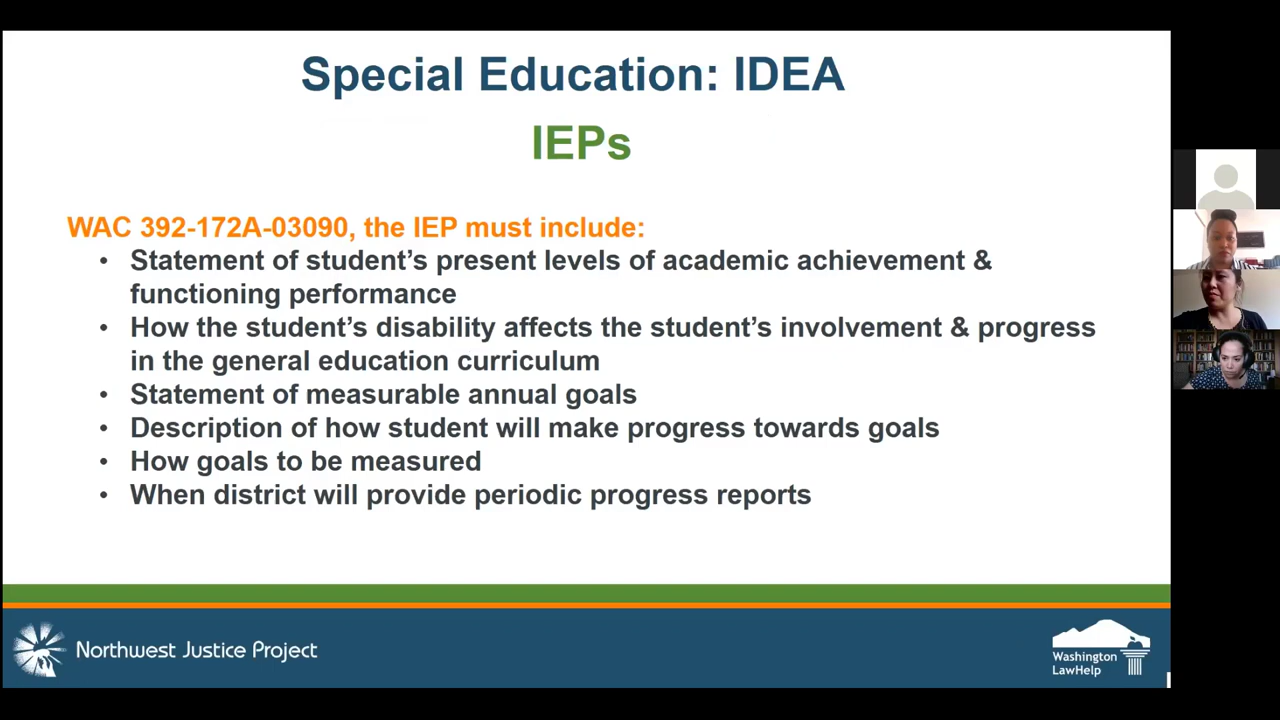 Special Education: IDEA
IEPs
WAC 392-172A-03090, the IEP must include:
• Statement of student’s present levels of academic achievement &
functioning performance
• How the student’s disability affects the student’s involvement & progress
in the general education curriculum
• Statement of measurable annual goals
• Description of how student will make progress towards goals
• How goals to be measured
• When district will provide periodic progress reports
Northwest Justice Project
Washington
LawHelp